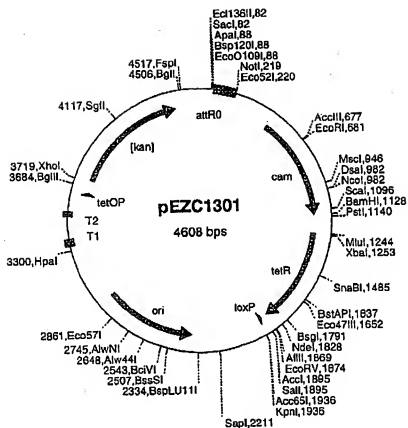 Ecl136II,82
SacI,82
ApaI,88
Bsp120I,88
EcoO109I,88
NotI,219
Eco52I,220
4517,FspI
4506,BglI
4117,SgfI
attR0
AccIII,677
EcoRI,681
[kan]
cam
MscI,946
DsaI,982
NcoI,982
ScaI,1096
BamHI,1128
PstI,1140
3719,XhoI
3684,BglII
tetOP
pEZC1301
4608 bps
T2
T1
MluI,1244
XbaI,1253
3300,HpaI
tetR
SnaBI,1485
ori
loxP
BstAPI,1637
Eco47III,1652
BsgI,1791
NdeI,1828
AflII,1869
EcoRV,1874
AccI,1895
SalI,1895
Acc65I,1936
KpnI,1936
2861,Eco57I
2745,AlwNI
2648,Alw44I
2543,BciVI
2507,BssSI
2334,BspLU11I
SapI,2211